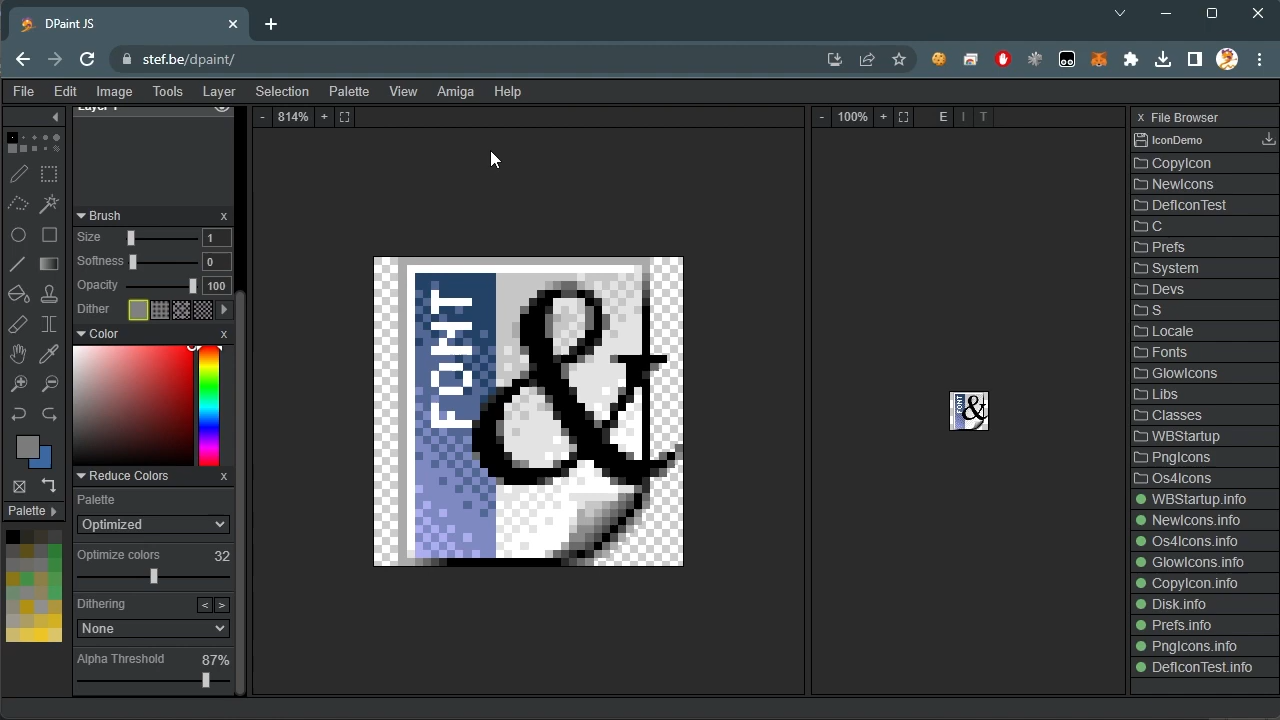 DPaint JS
stef.be/dpaint/
File Edit Image Tools Layer Selection Palette View Amiga Help
Layer 1
- 814% +
- 100% + E I T
x File Browser
IconDemo
CopyIcon
NewIcons
DefIconTest
C
Prefs
System
Devs
S
Locale
Fonts
GlowIcons
Libs
Classes
WBStartup
PngIcons
Os4Icons
WBStartup.info
NewIcons.info
Os4Icons.info
GlowIcons.info
CopyIcon.info
Disk.info
Prefs.info
PngIcons.info
DefIconTest.info
Brush x
Size 1
Softness 0
Opacity 100
Dither
Color x
Reduce Colors x
Palette
Optimized
Optimize colors 32
Dithering < >
None
Alpha Threshold 87%
Palette
FONT
&
FONT
&